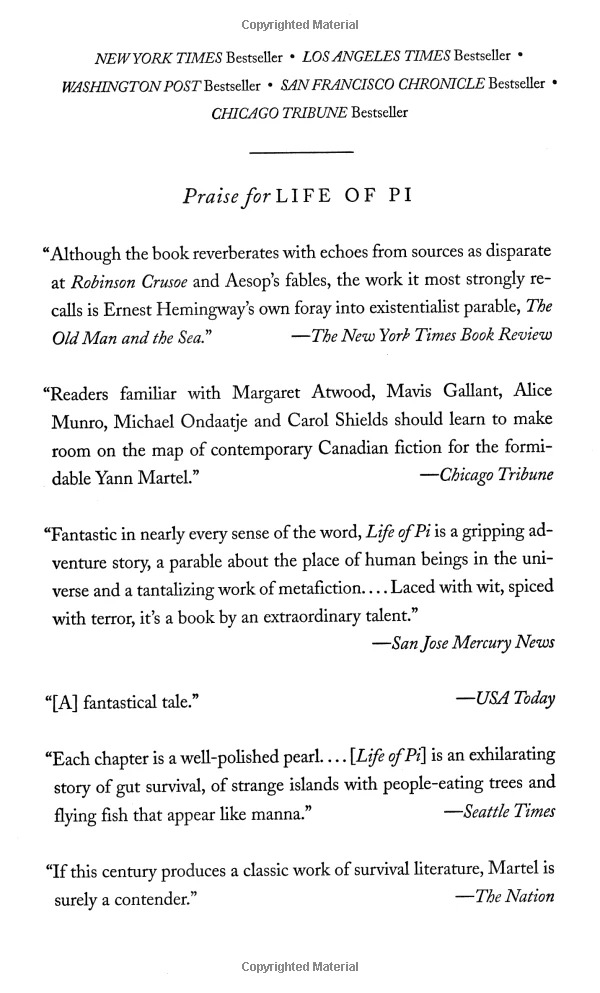 Copyrighted Material
NEW YORK TIMES Bestseller • LOS ANGELES TIMES Bestseller •
WASHINGTON POST Bestseller • SAN FRANCISCO CHRONICLE Bestseller •
CHICAGO TRIBUNE Bestseller
Praise for LIFE OF PI
“Although the book reverberates with echoes from sources as disparate
at Robinson Crusoe and Aesop’s fables, the work it most strongly re-
calls is Ernest Hemingway’s own foray into existentialist parable, The
Old Man and the Sea.” —The New York Times Book Review
“Readers familiar with Margaret Atwood, Mavis Gallant, Alice
Munro, Michael Ondaatje and Carol Shields should learn to make
room on the map of contemporary Canadian fiction for the formi-
dable Yann Martel.” —Chicago Tribune
“Fantastic in nearly every sense of the word, Life of Pi is a gripping ad-
venture story, a parable about the place of human beings in the uni-
verse and a tantalizing work of metafiction. . . . Laced with wit, spiced
with terror, it’s a book by an extraordinary talent.”
—San Jose Mercury News
“[A] fantastical tale.” —USA Today
“Each chapter is a well-polished pearl. . . . [Life of Pi] is an exhilarating
story of gut survival, of strange islands with people-eating trees and
flying fish that appear like manna.” —Seattle Times
“If this century produces a classic work of survival literature, Martel is
surely a contender.” —The Nation
Copyrighted Material